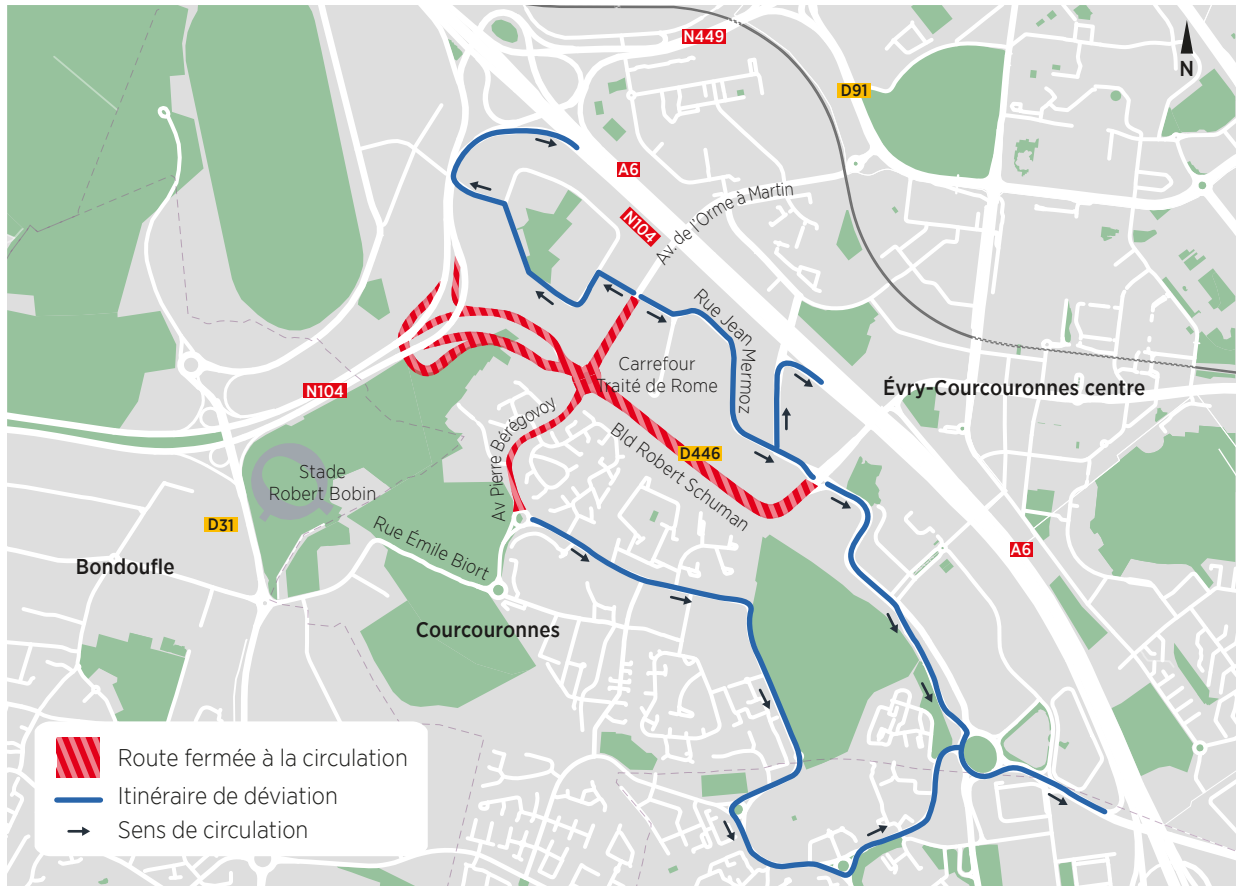 N449
N
D91
A6
Av. de l'Orme à Martin
N104
Rue Jean Mermoz
Carrefour
Traité de Rome
N104
Évry-Courcouronnes centre
Av Pierre Bérégovoy
D446
Bld Robert Schuman
Stade
Robert Bobin
D31
Rue Émile Biort
A6
Bondoufle
Courcouronnes
Route fermée à la circulation
Itinéraire de déviation
Sens de circulation